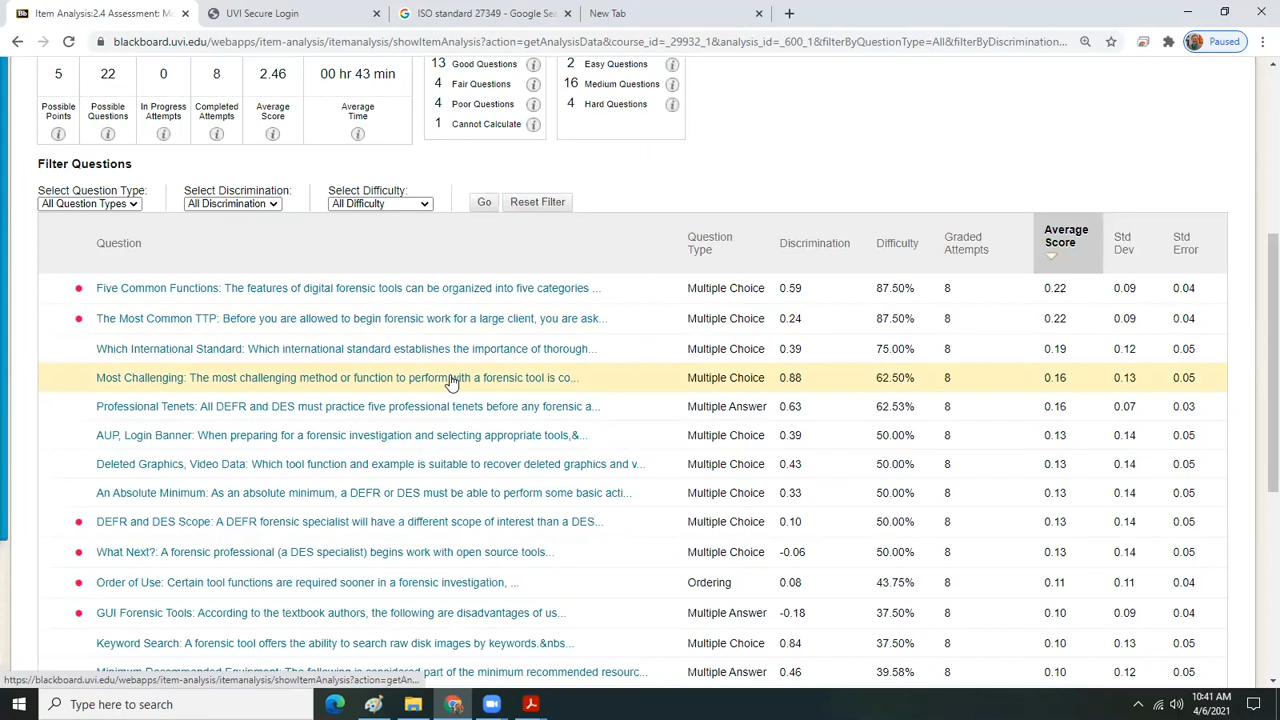 Item Analysis:2.4 Assessment: Mo
UVI Secure Login
ISO standard 27349 - Google Sea
New Tab
blackboard.uvi.edu/webapps/item-analysis/itemanalysis/showItemAnalysis?action=getAnalysisData&course_id=_29932_1&analysis_id=_600_1&filterByQuestionType=All&filterByDiscrimination...
Paused
5 22 0 8 2.46 00 hr 43 min
Possible Points
Possible Questions
In Progress Attempts
Completed Attempts
Average Score
Average Time
13 Good Questions
4 Fair Questions
4 Poor Questions
1 Cannot Calculate
2 Easy Questions
16 Medium Questions
4 Hard Questions
Filter Questions
Select Question Type: Select Discrimination: Select Difficulty:
All Question Types All Discrimination All Difficulty Go Reset Filter
Question Question Type Discrimination Difficulty Graded Attempts Average Score Std Dev Std Error
Five Common Functions: The features of digital forensic tools can be organized into five categories ... Multiple Choice 0.59 87.50% 8 0.22 0.09 0.04
The Most Common TTP: Before you are allowed to begin forensic work for a large client, you are ask... Multiple Choice 0.24 87.50% 8 0.22 0.09 0.04
Which International Standard: Which international standard establishes the importance of thorough... Multiple Choice 0.39 75.00% 8 0.19 0.12 0.05
Most Challenging: The most challenging method or function to perform with a forensic tool is co... Multiple Choice 0.88 62.50% 8 0.16 0.13 0.05
Professional Tenets: All DEFR and DES must practice five professional tenets before any forensic a... Multiple Answer 0.63 62.53% 8 0.16 0.07 0.03
AUP, Login Banner: When preparing for a forensic investigation and selecting appropriate tools,&... Multiple Choice 0.39 50.00% 8 0.13 0.14 0.05
Deleted Graphics, Video Data: Which tool function and example is suitable to recover deleted graphics and v... Multiple Choice 0.43 50.00% 8 0.13 0.14 0.05
An Absolute Minimum: As an absolute minimum, a DEFR or DES must be able to perform some basic acti... Multiple Choice 0.33 50.00% 8 0.13 0.14 0.05
DEFR and DES Scope: A DEFR forensic specialist will have a different scope of interest than a DES... Multiple Choice 0.10 50.00% 8 0.13 0.14 0.05
What Next?: A forensic professional (a DES specialist) begins work with open source tools... Multiple Choice -0.06 50.00% 8 0.13 0.14 0.05
Order of Use: Certain tool functions are required sooner in a forensic investigation, ... Ordering 0.08 43.75% 8 0.11 0.11 0.04
GUI Forensic Tools: According to the textbook authors, the following are disadvantages of us... Multiple Answer -0.18 37.50% 8 0.10 0.09 0.04
Keyword Search: A forensic tool offers the ability to search raw disk images by keywords.&nbs... Multiple Choice 0.84 37.50% 8 0.10 0.13 0.05
Minimum Recommended Equipment: The following is considered part of the minimum recommended resourc... Multiple Answer 0.46 39.58% 8 0.10 0.12 0.04
https://blackboard.uvi.edu/webapps/item-analysis/itemanalysis/showItemAnalysis?action=getAn...
Type here to search
10:41 AM
4/6/2021